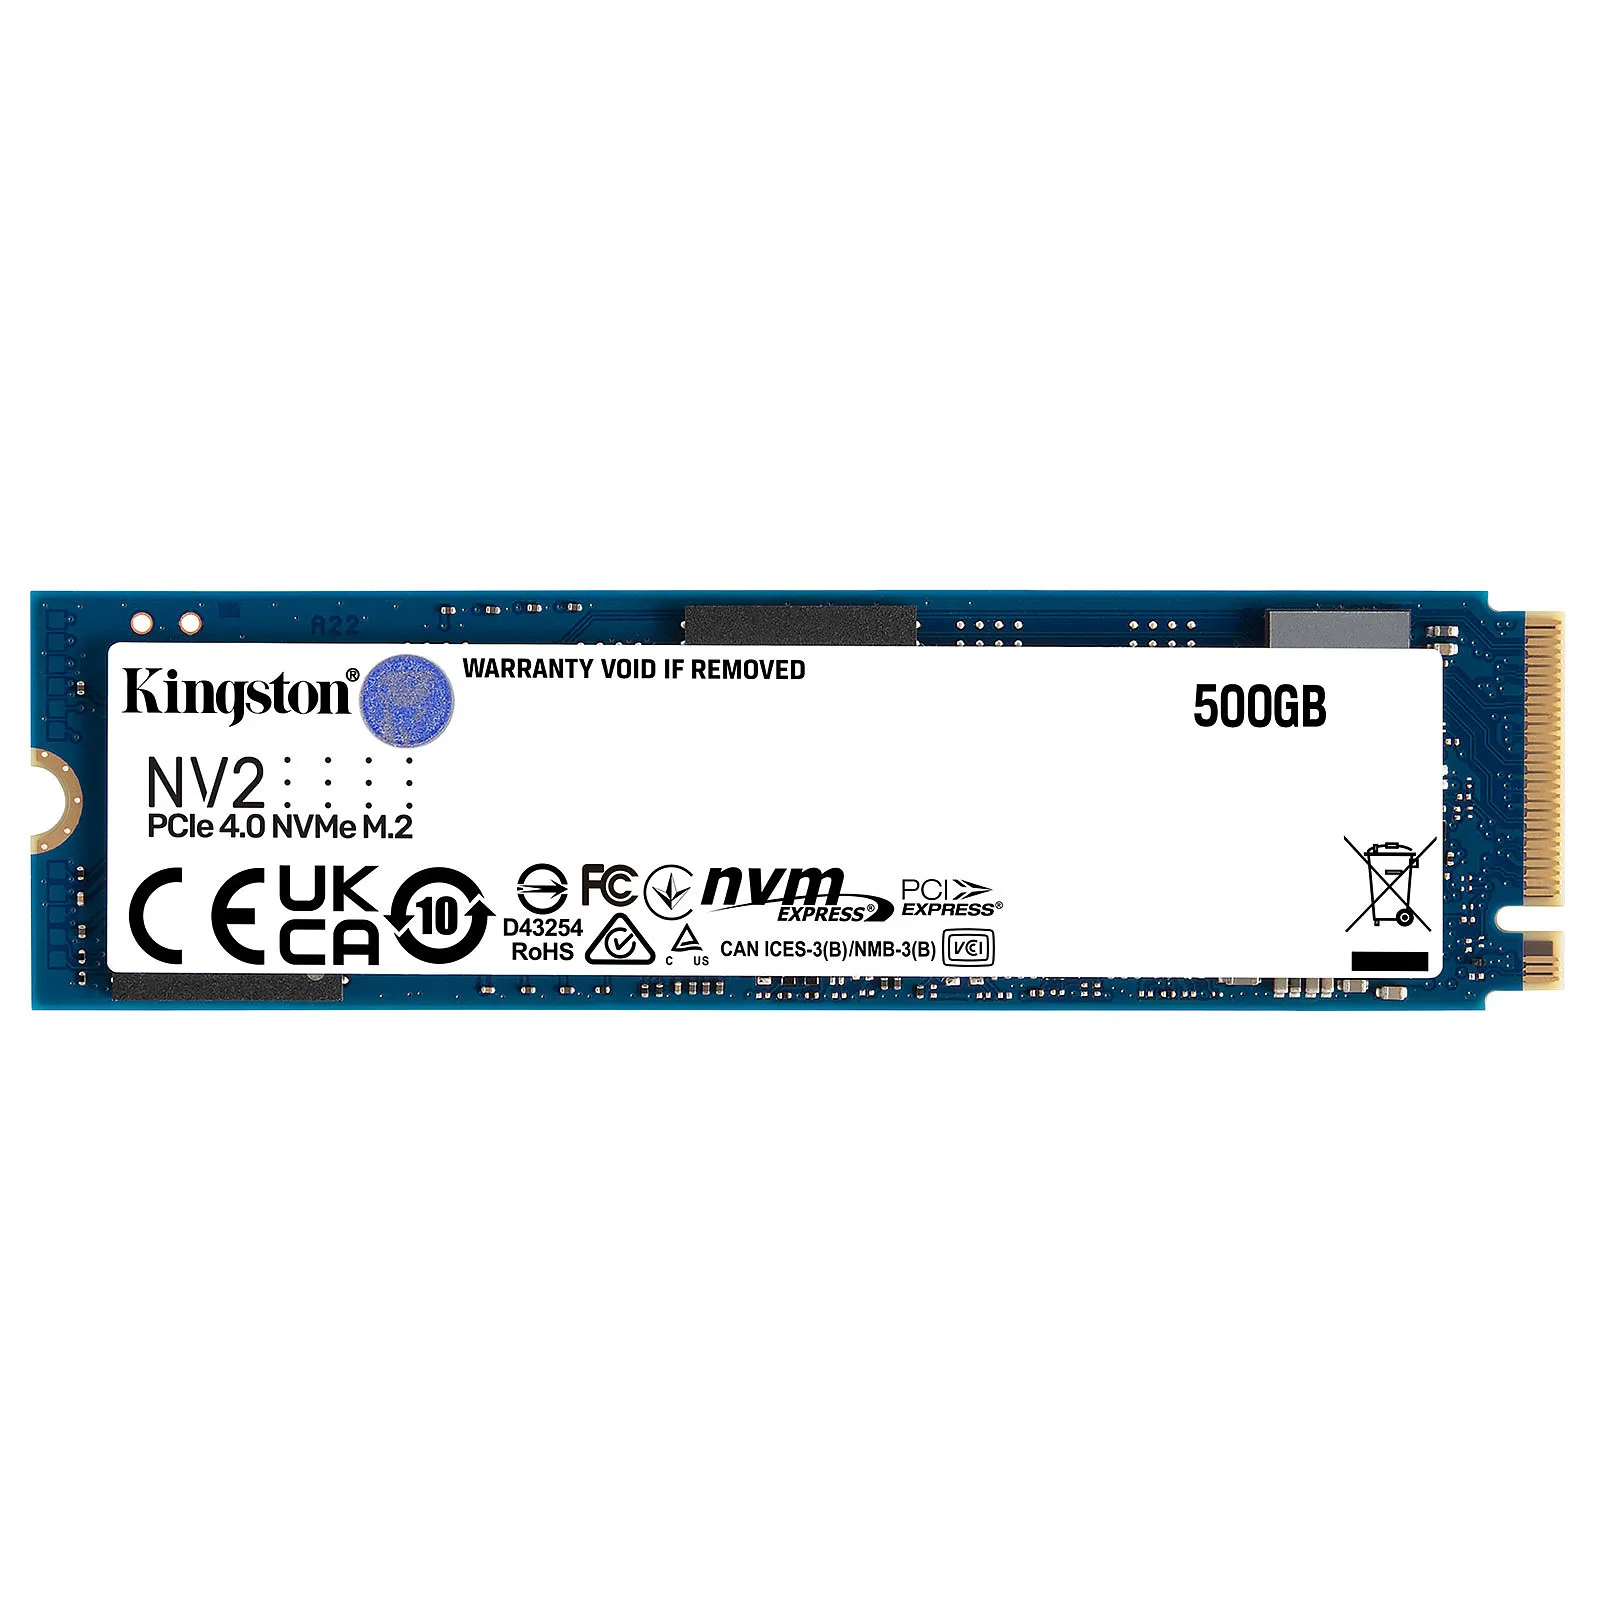 A22
Kingston®
WARRANTY VOID IF REMOVED
500GB
NV2
PCIe 4.0 NVMe M.2
CE
UK
CA
10
D43254
RoHS
FC
nvm
EXPRESS®
PCI
EXPRESS®
C US
CAN ICES-3(B)/NMB-3(B)
VCI